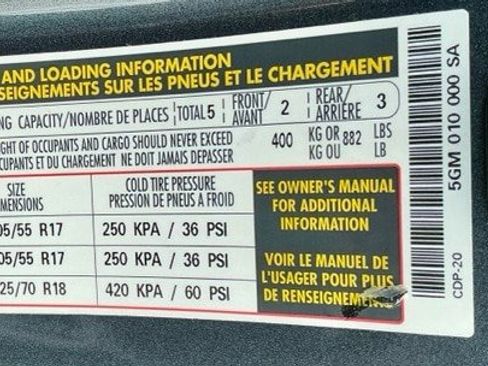 AND LOADING INFORMATION
SEIGNEMENTS SUR LES PNEUS ET LE CHARGEMENT
NG CAPACITY/NOMBRE DE PLACES TOTAL 5 FRONT/AVANT 2 REAR/ARRIÈRE 3
GHT OF OCCUPANTS AND CARGO SHOULD NEVER EXCEED 400 KG OR 882 LBS
CCUPANTS ET DU CHARGEMENT NE DOIT JAMAIS DEPASSER KG OU LB
SIZE COLD TIRE PRESSURE
MENSIONS PRESSION DE PNEUS A FROID
05/55 R17 250 KPA / 36 PSI
05/55 R17 250 KPA / 36 PSI
25/70 R18 420 KPA / 60 PSI
SEE OWNER'S MANUAL
FOR ADDITIONAL
INFORMATION
VOIR LE MANUEL DE
L'USAGER POUR PLUS
DE RENSEIGNEMENTS
5GM 010 000 SA
CDP-20